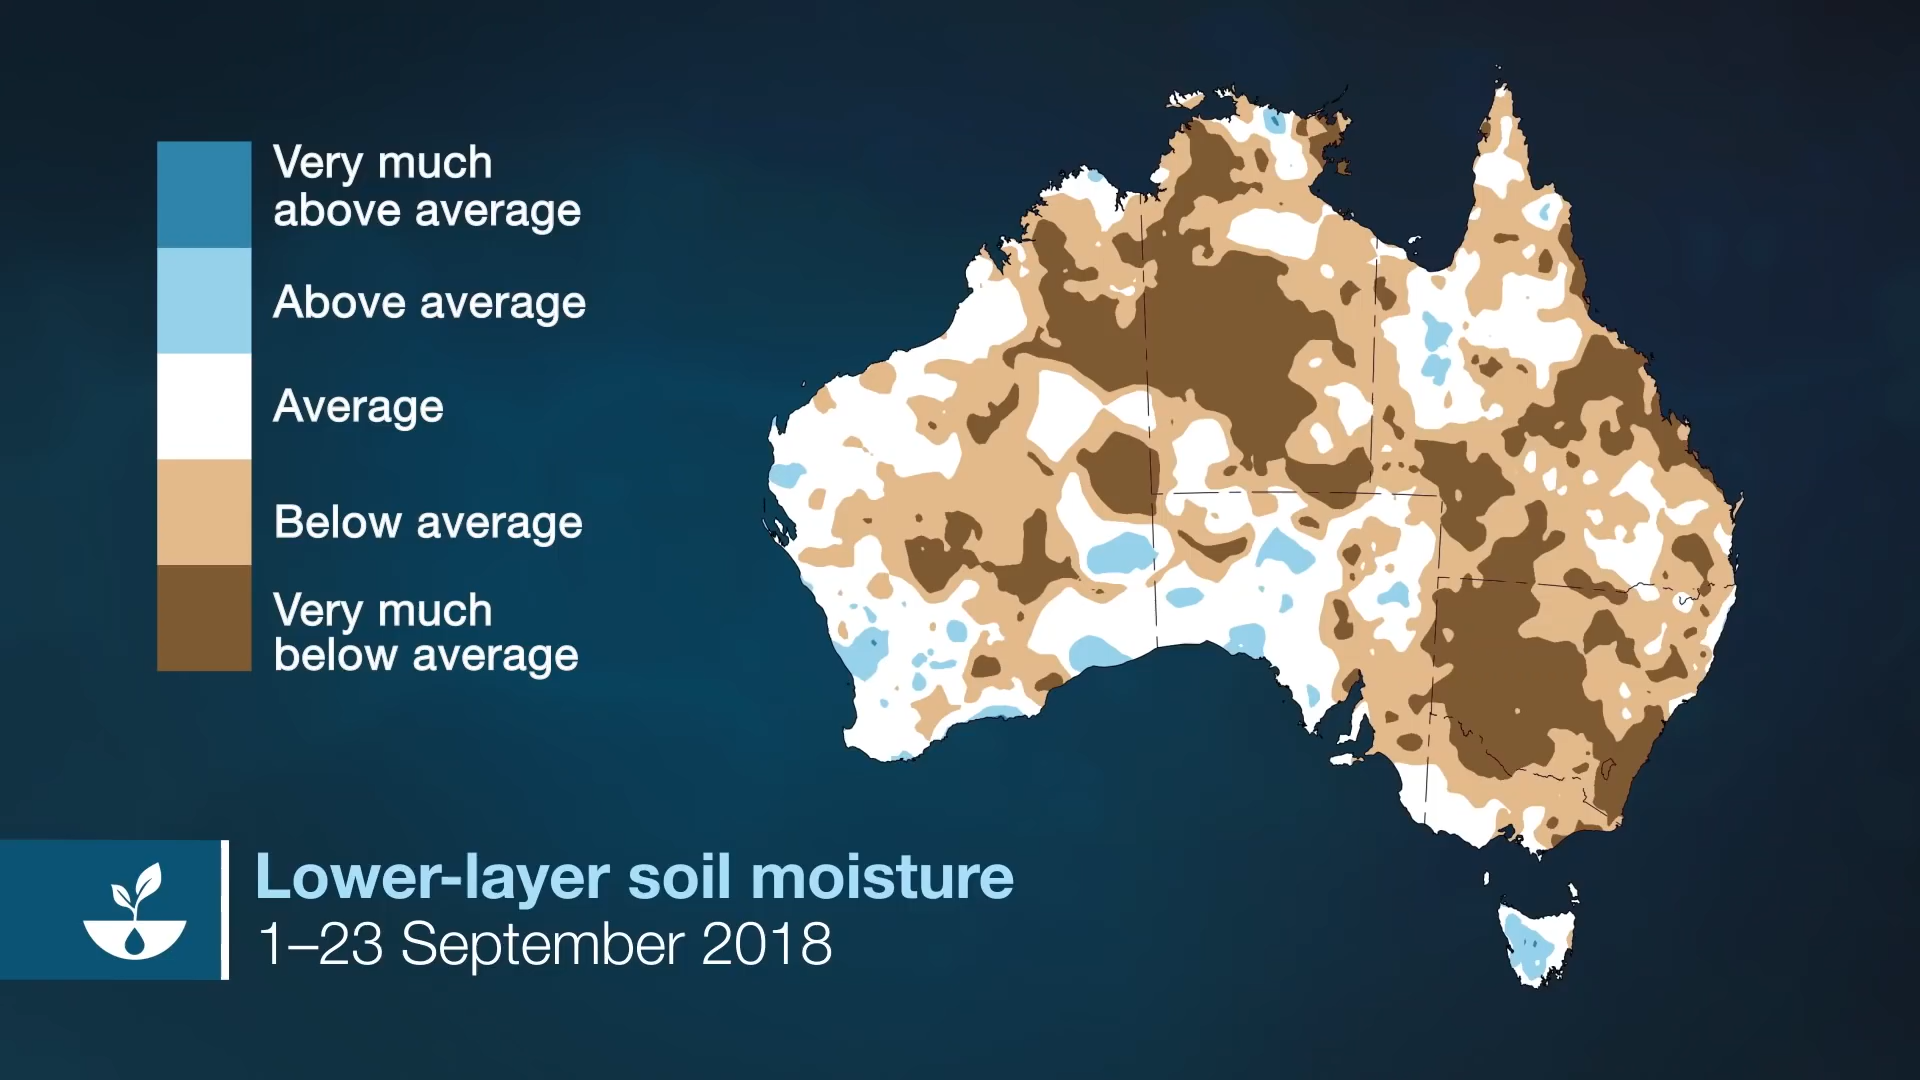 Very much
above average
Above average
Average
Below average
Very much
below average
Lower-layer soil moisture
1–23 September 2018